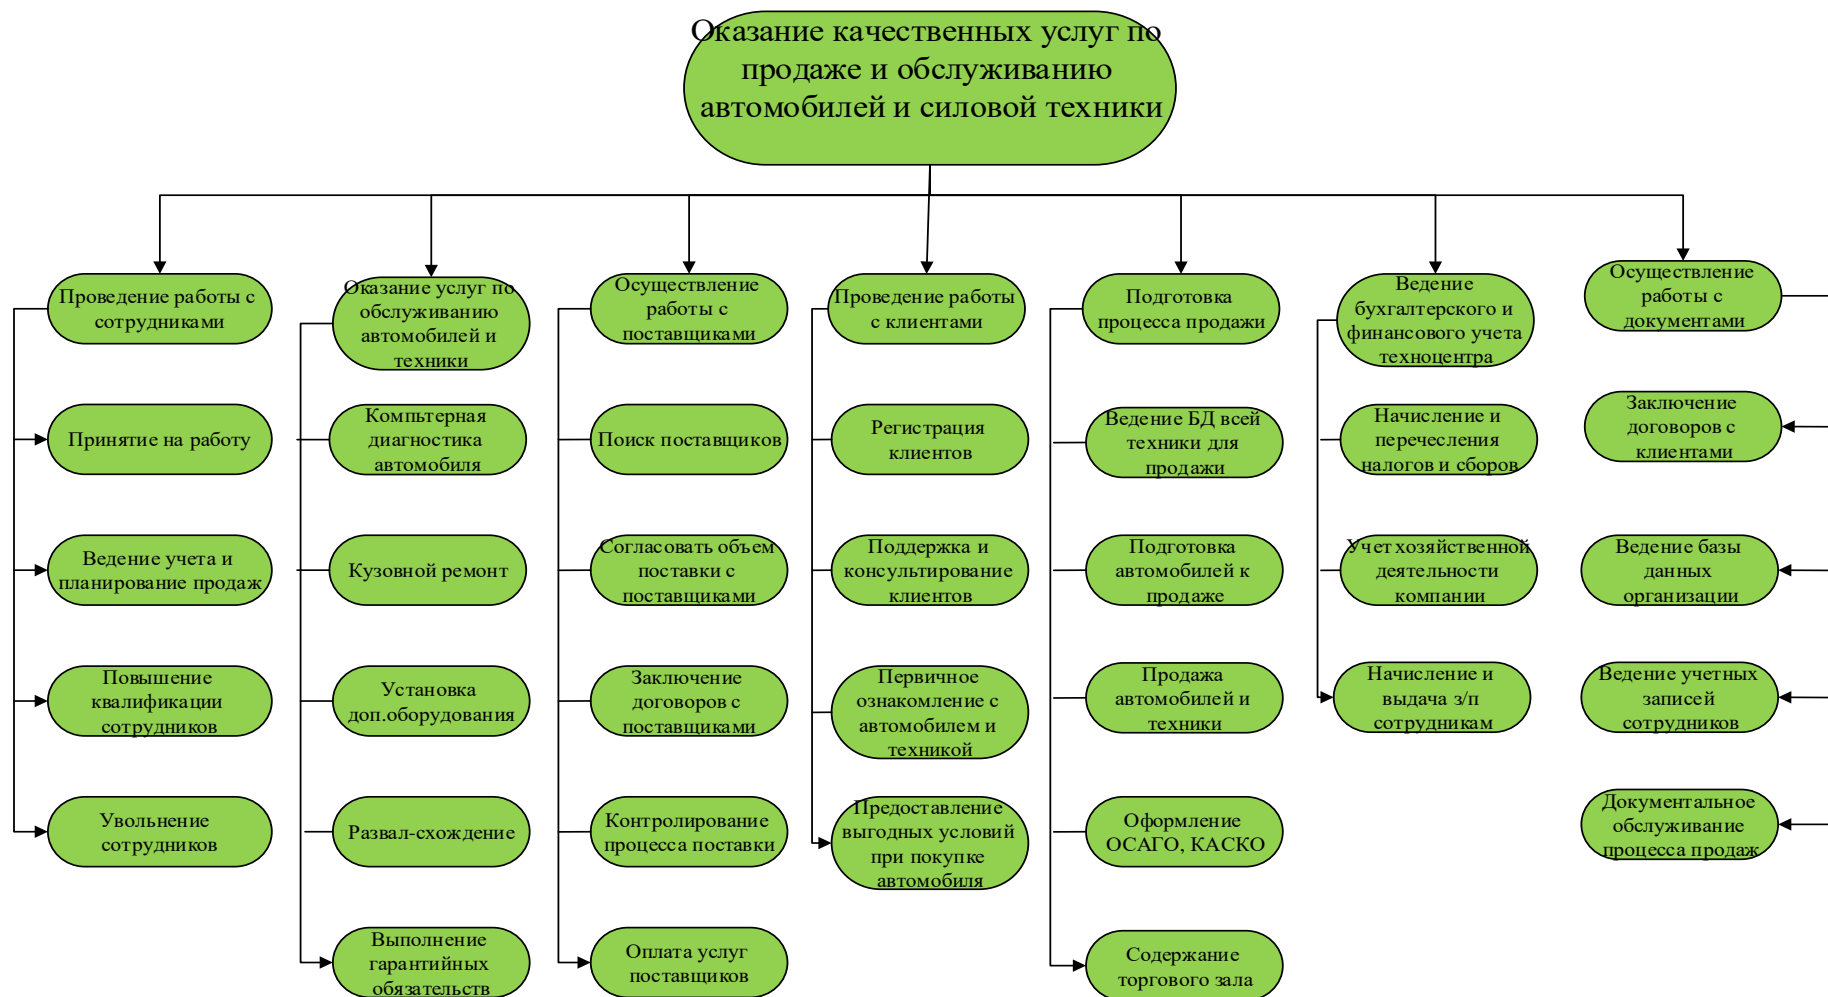 Оказание качественных услуг по
продаже и обслуживанию
автомобилей и силовой техники
Проведение работы с
сотрудниками
Принятие на работу
Ведение учета и
планирование продаж
Повышение
квалификации
сотрудников
Увольнение
сотрудников
Оказание услуг по
обслуживанию
автомобилей и
техники
Компьтерная
диагностика
автомобиля
Кузовной ремонт
Установка
доп.оборудования
Развал-схождение
Выполнение
гарантийных
обязательств
Осуществление
работы с
поставщиками
Поиск поставщиков
Согласовать объем
поставки с
поставщиками
Заключение
договоров с
поставщиками
Контролирование
процесса поставки
Оплата услуг
поставщиков
Проведение работы
с клиентами
Регистрация
клиентов
Поддержка и
консультирование
клиентов
Первичное
ознакомление с
автомобилем и
техникой
Предоставление
выгодных условий
при покупке
автомобиля
Подготовка
процесса продажи
Ведение БД всей
техники для
продажи
Подготовка
автомобилей к
продаже
Продажа
автомобилей и
техники
Оформление
ОСАГО, КАСКО
Содержание
торгового зала
Ведение
бухгалтерского и
финансового учета
техноцентра
Начисление и
перечесления
налогов и сборов
Учет хозяйственной
деятельности
компании
Начисление и
выдача з/п
сотрудникам
Осуществление
работы с
документами
Заключение
договоров с
клиентами
Ведение базы
данных
организации
Ведение учетных
записей
сотрудников
Документальное
обслуживание
процесса продаж